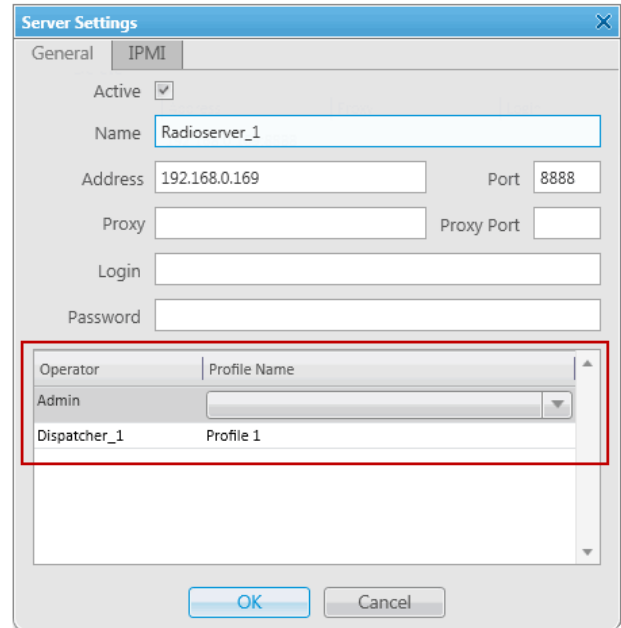 Server Settings
General IPMI
Active
Name Radioserver_1
Address 192.168.0.169 Port 8888
Proxy Proxy Port
Login
Password
Operator Profile Name
Admin
Dispatcher_1 Profile 1
OK Cancel